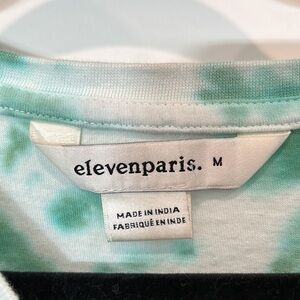 elevenparis. M
MADE IN INDIA
FABRIQUÉ EN INDE